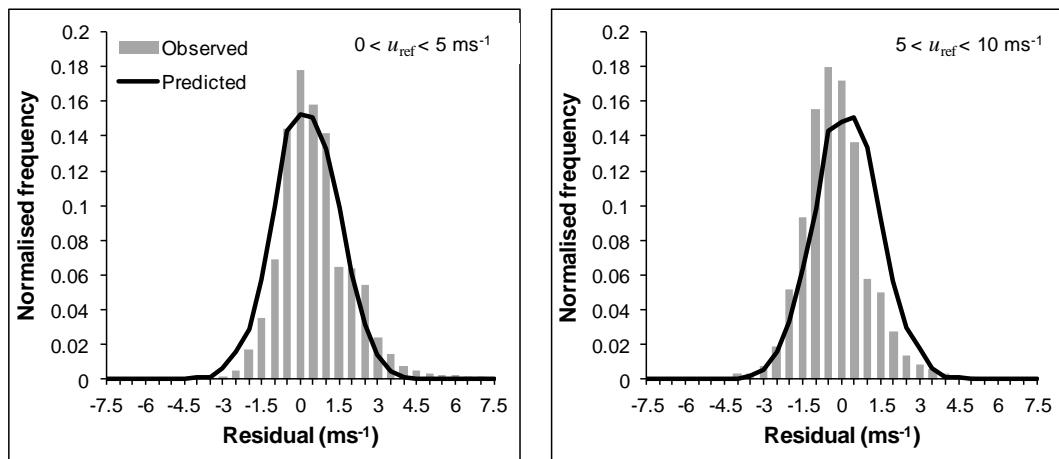 0 < u_ref < 5 ms⁻¹
Observed
Predicted
Normalised frequency
0.2
0.18
0.16
0.14
0.12
0.1
0.08
0.06
0.04
0.02
0
-7.5 -6 -4.5 -3 -1.5 0 1.5 3 4.5 6 7.5
Residual (ms⁻¹)
5 < u_ref < 10 ms⁻¹
Normalised frequency
0.2
0.18
0.16
0.14
0.12
0.1
0.08
0.06
0.04
0.02
0
-7.5 -6 -4.5 -3 -1.5 0 1.5 3 4.5 6 7.5
Residual (ms⁻¹)